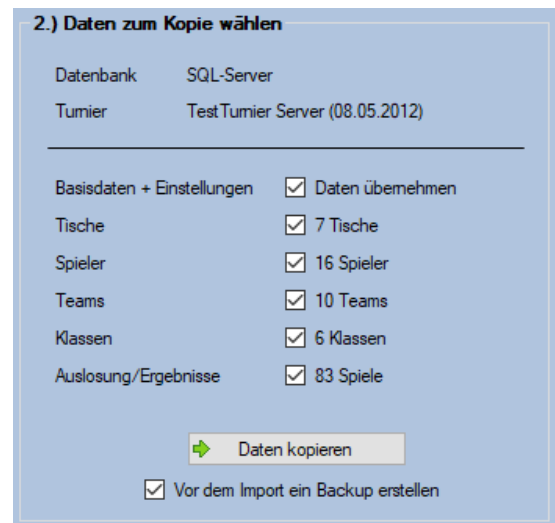 2.) Daten zum Kopie wählen
Datenbank SQL-Server
Turnier TestTurnier Server (08.05.2012)
Basisdaten + Einstellungen Daten übernehmen
Tische 7 Tische
Spieler 16 Spieler
Teams 10 Teams
Klassen 6 Klassen
Auslosung/Ergebnisse 83 Spiele
Daten kopieren
Vor dem Import ein Backup erstellen